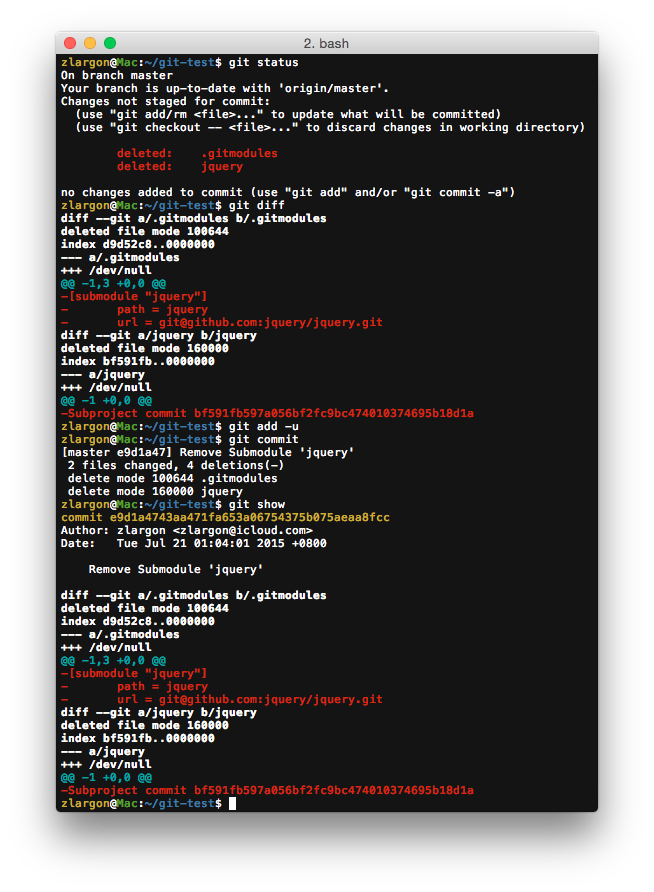 2. bash
zlargon@Mac:~/git-test$ git status
On branch master
Your branch is up-to-date with 'origin/master'.
Changes not staged for commit:
  (use "git add/rm <file>..." to update what will be committed)
  (use "git checkout -- <file>..." to discard changes in working directory)

        deleted:    .gitmodules
        deleted:    jquery

no changes added to commit (use "git add" and/or "git commit -a")
zlargon@Mac:~/git-test$ git diff
diff --git a/.gitmodules b/.gitmodules
deleted file mode 100644
index d9d52c8..0000000
--- a/.gitmodules
+++ /dev/null
@@ -1,3 +0,0 @@
-[submodule "jquery"]
-       path = jquery
-       url = git@github.com:jquery/jquery.git
diff --git a/jquery b/jquery
deleted file mode 160000
index bf591fb..0000000
--- a/jquery
+++ /dev/null
@@ -1 +0,0 @@
-Subproject commit bf591fb597a056bf2fc9bc474010374695b18d1a
zlargon@Mac:~/git-test$ git add -u
zlargon@Mac:~/git-test$ git commit
[master e9d1a47] Remove Submodule 'jquery'
 2 files changed, 4 deletions(-)
 delete mode 100644 .gitmodules
 delete mode 160000 jquery
zlargon@Mac:~/git-test$ git show
commit e9d1a4743aa471fa653a06754375b075aeaa8fcc
Author: zlargon <zlargon@icloud.com>
Date:   Tue Jul 21 01:04:01 2015 +0800

    Remove Submodule 'jquery'

diff --git a/.gitmodules b/.gitmodules
deleted file mode 100644
index d9d52c8..0000000
--- a/.gitmodules
+++ /dev/null
@@ -1,3 +0,0 @@
-[submodule "jquery"]
-       path = jquery
-       url = git@github.com:jquery/jquery.git
diff --git a/jquery b/jquery
deleted file mode 160000
index bf591fb..0000000
--- a/jquery
+++ /dev/null
@@ -1 +0,0 @@
-Subproject commit bf591fb597a056bf2fc9bc474010374695b18d1a
zlargon@Mac:~/git-test$